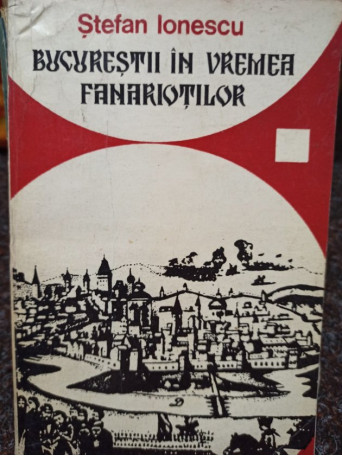 Ștefan Ionescu
BUCUREȘTII ÎN VREMEA
FANARIOȚILOR